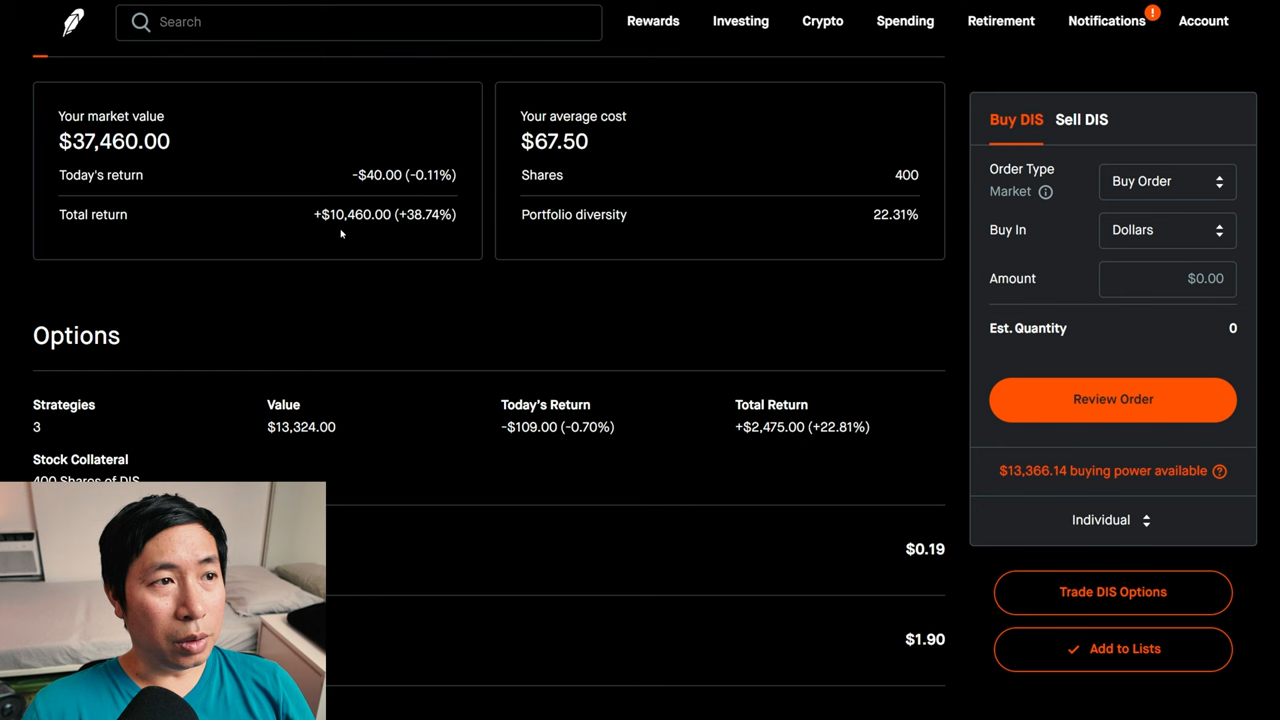 Search
Rewards
Investing
Crypto
Spending
Retirement
Notifications
!
Account
Your market value
$37,460.00
Today's return -$40.00 (-0.11%)
Total return +$10,460.00 (+38.74%)
Your average cost
$67.50
Shares 400
Portfolio diversity 22.31%
Options
Strategies Value Today's Return Total Return
3 $13,324.00 -$109.00 (-0.70%) +$2,475.00 (+22.81%)
Stock Collateral
400 Shares of DIS
$0.19
$1.90
Buy DIS Sell DIS
Order Type
Market
Buy Order
Buy In Dollars
Amount $0.00
Est. Quantity 0
Review Order
$13,366.14 buying power available ?
Individual
Trade DIS Options
Add to Lists